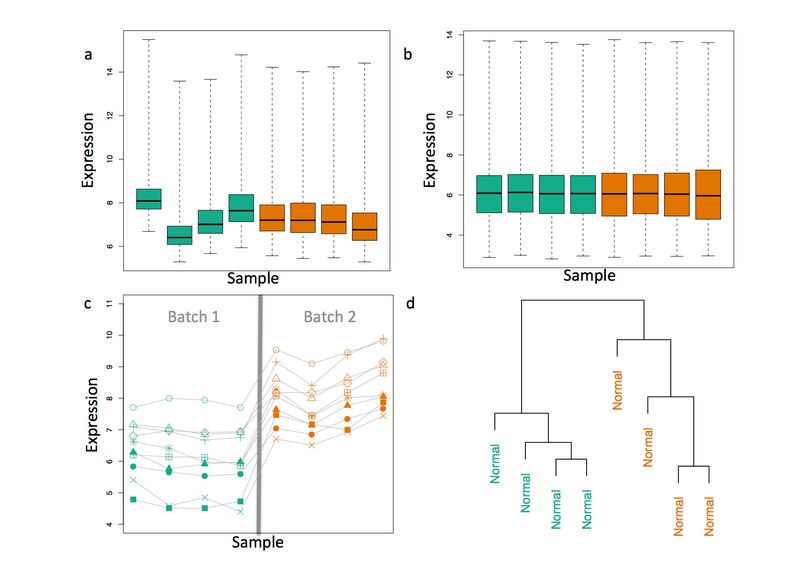 a
Expression
14
12
10
8
6
Sample
b
Expression
14
12
10
8
6
4
Sample
c
Batch 1
Batch 2
Expression
11
10
9
8
7
6
5
4
Sample
d
Normal
Normal
Normal
Normal
Normal
Normal
Normal
Normal